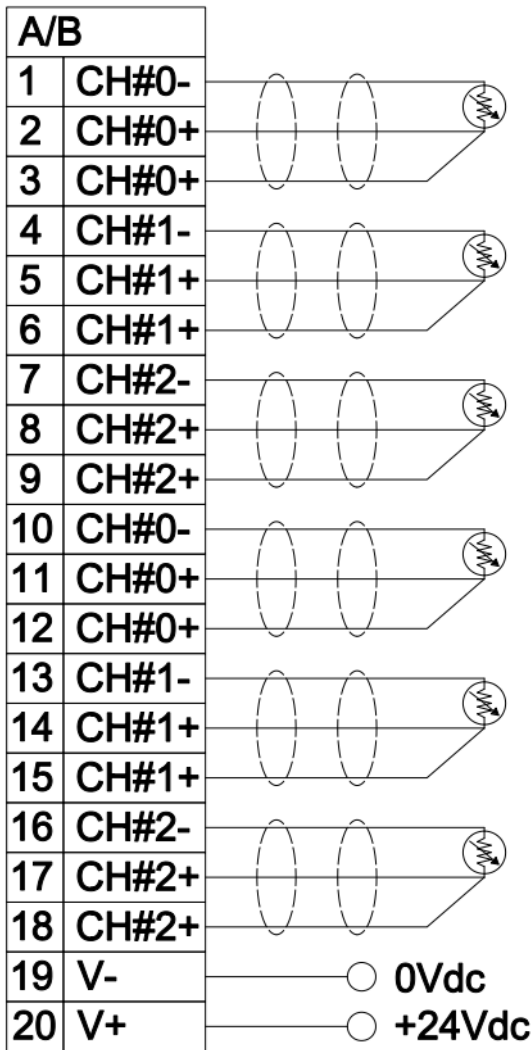 A/B
1 CH#0-
2 CH#0+
3 CH#0+
4 CH#1-
5 CH#1+
6 CH#1+
7 CH#2-
8 CH#2+
9 CH#2+
10 CH#0-
11 CH#0+
12 CH#0+
13 CH#1-
14 CH#1+
15 CH#1+
16 CH#2-
17 CH#2+
18 CH#2+
19 V- 0Vdc
20 V+ +24Vdc